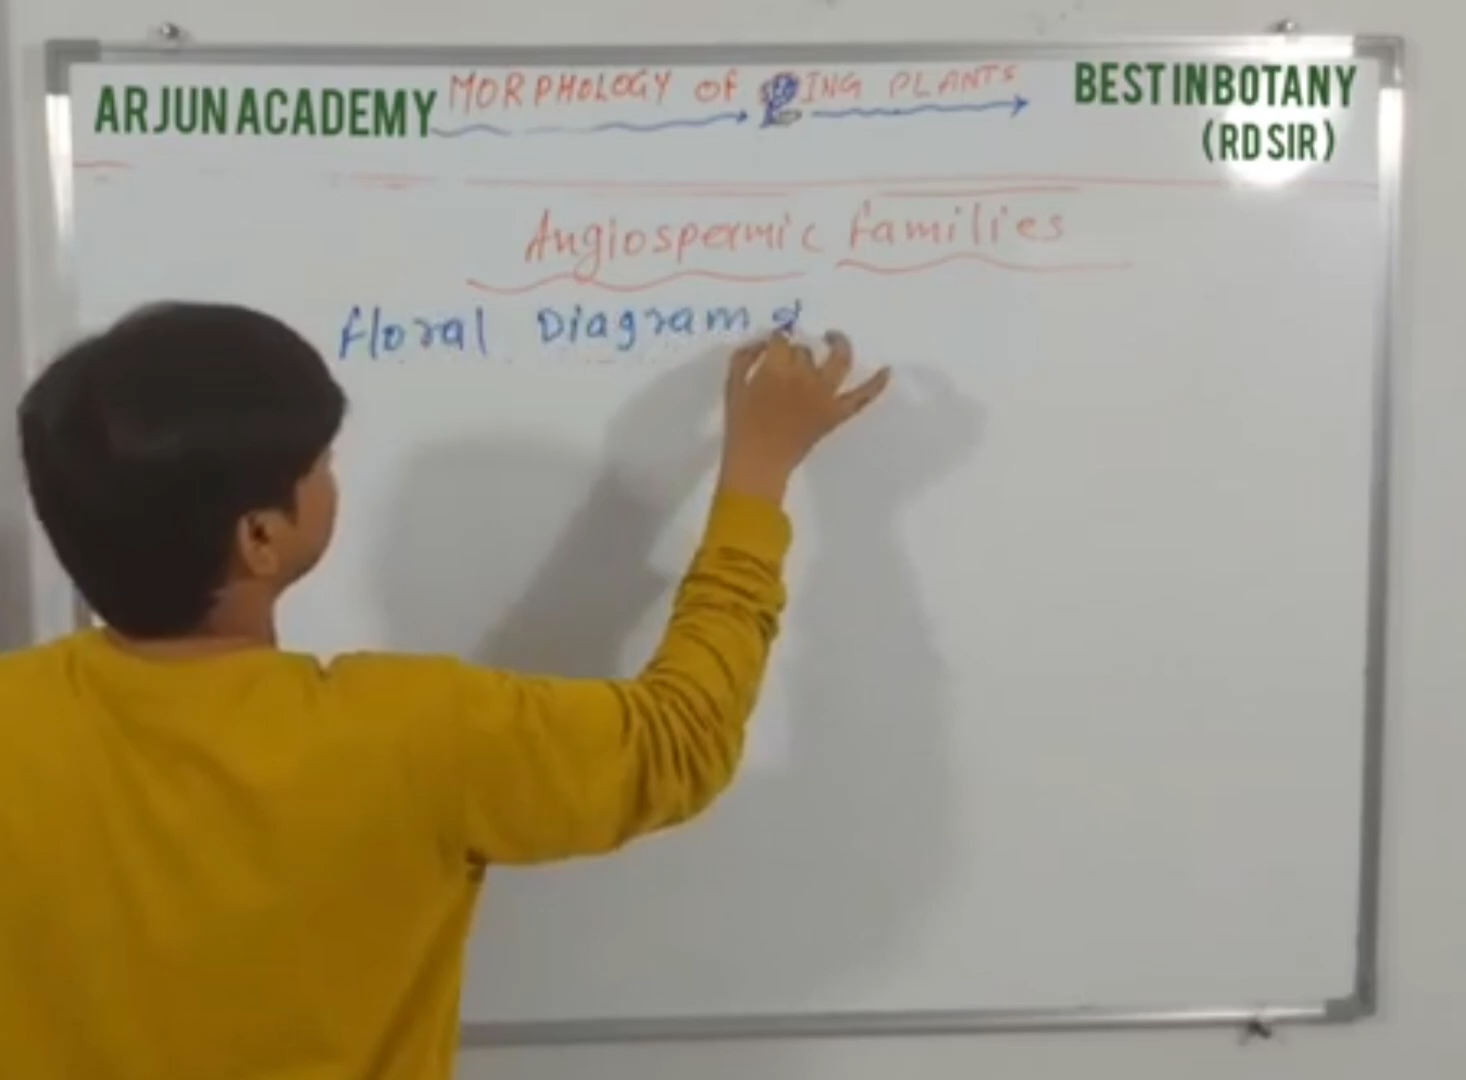 ARJUN ACADEMY MORPHOLOGY OF ING PLANTS BEST IN BOTANY
(RD SIR)
Angiospermic families
floral Diagram &